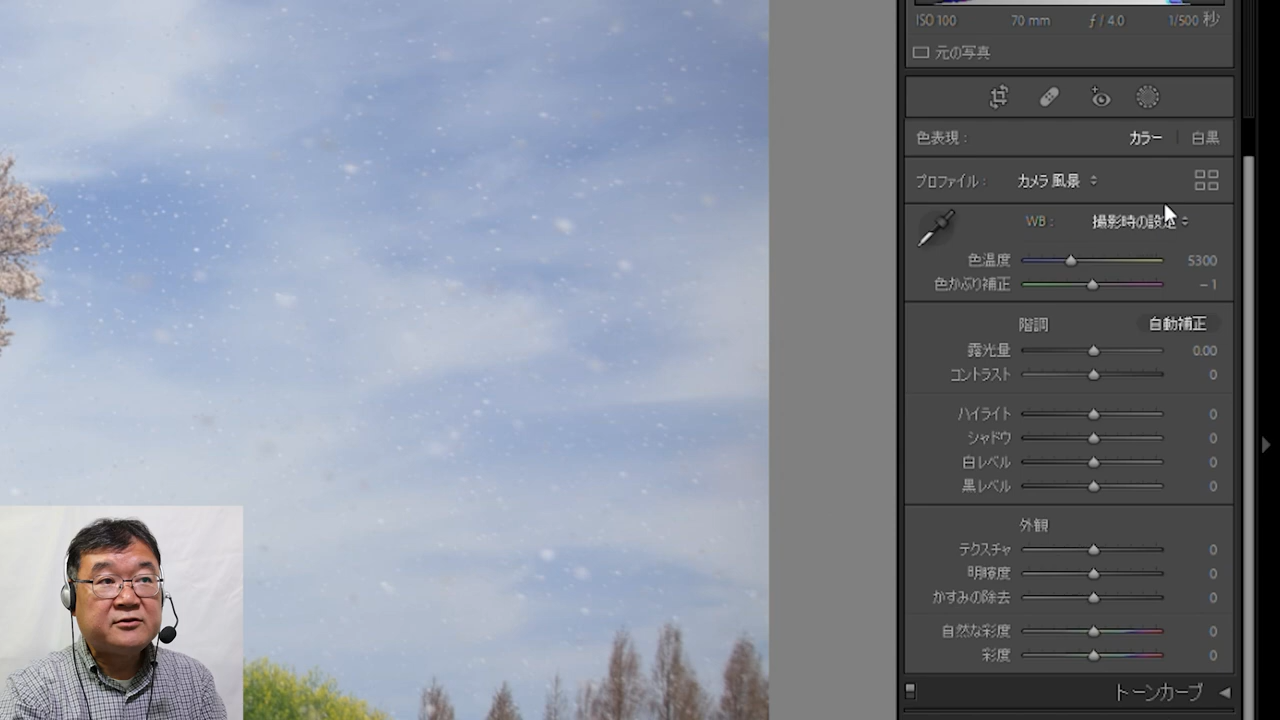 ISO 100 70 mm ƒ / 4.0 1/500 秒
元の写真
色表現 : カラー 白黒
プロファイル : カメラ 風景
WB : 撮影時の設定
色温度 5300
色かぶり補正 − 1
階調 自動補正
露光量 0.00
コントラスト 0
ハイライト 0
シャドウ 0
白レベル 0
黒レベル 0
外観
テクスチャ 0
明瞭度 0
かすみの除去 0
自然な彩度 0
彩度 0
トーンカーブ